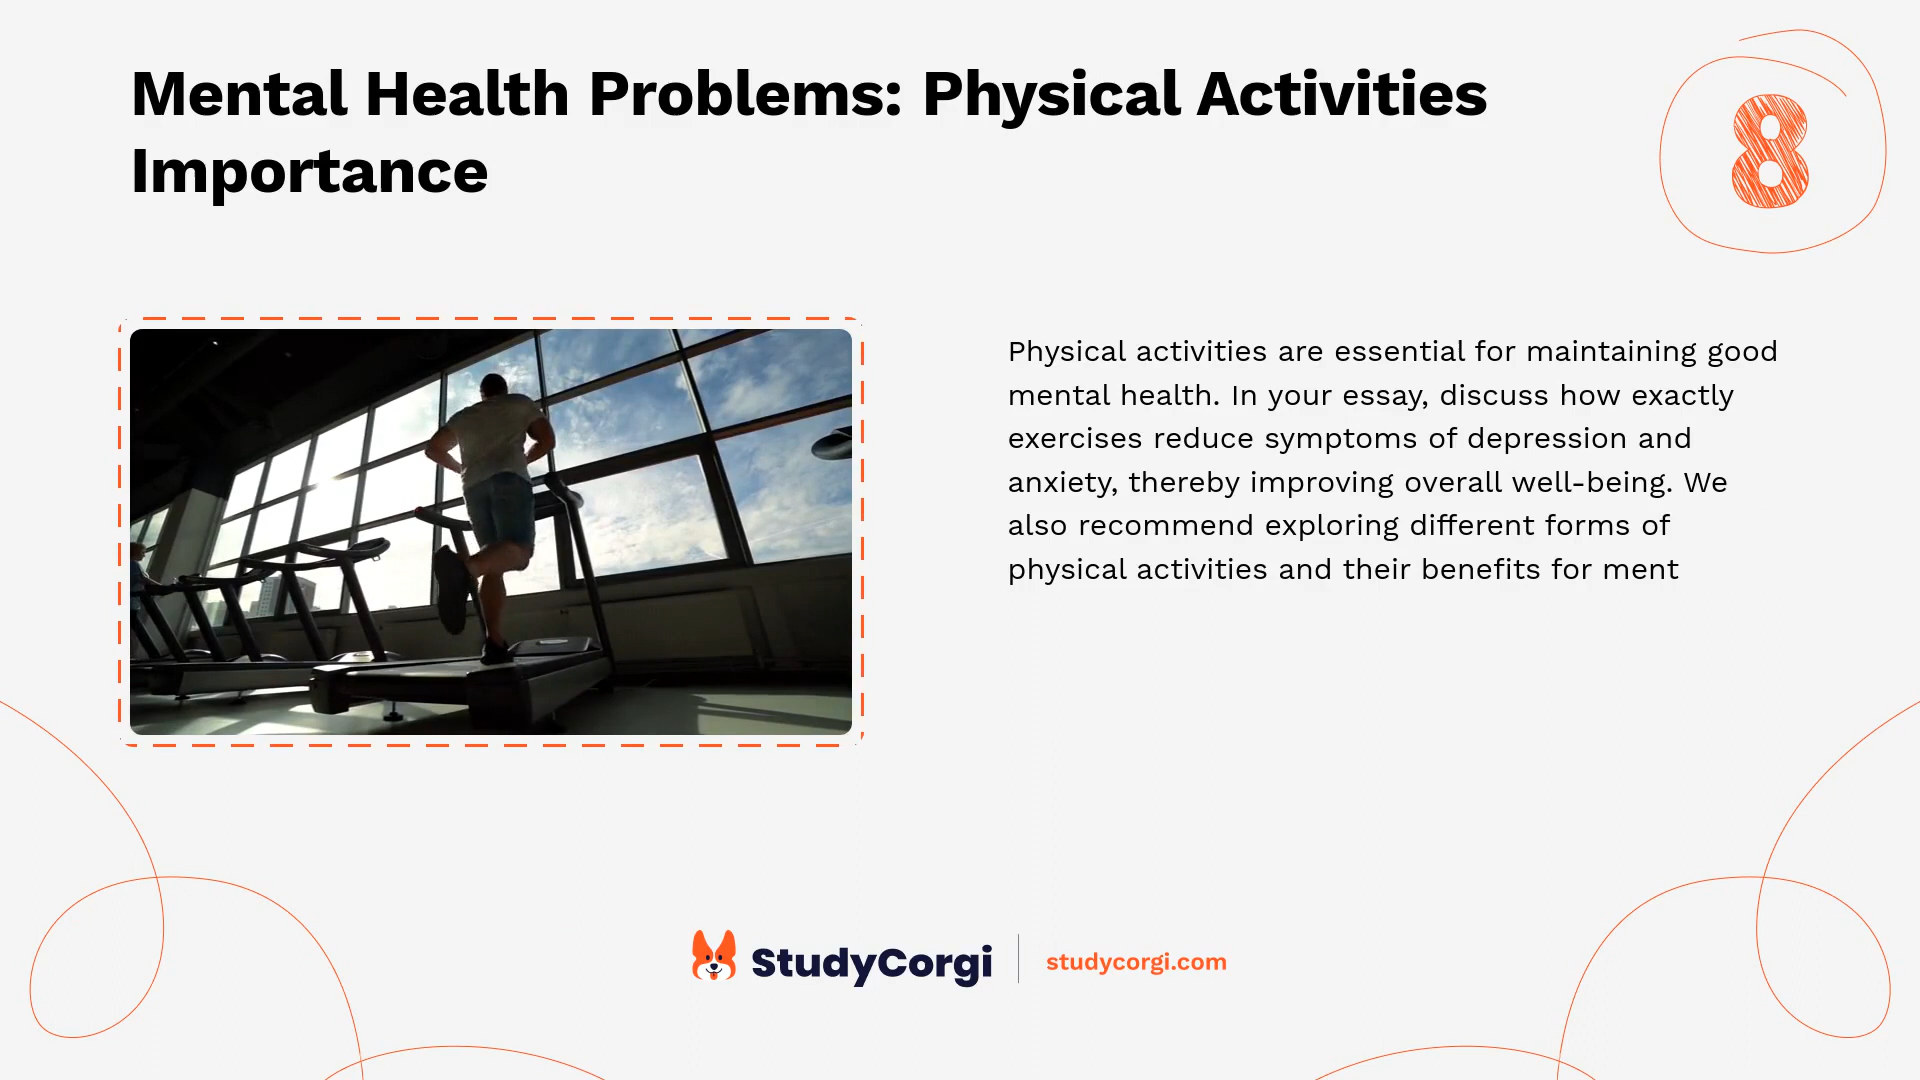 Mental Health Problems: Physical Activities
Importance
8
Physical activities are essential for maintaining good
mental health. In your essay, discuss how exactly
exercises reduce symptoms of depression and
anxiety, thereby improving overall well-being. We
also recommend exploring different forms of
physical activities and their benefits for ment
StudyCorgi
studycorgi.com